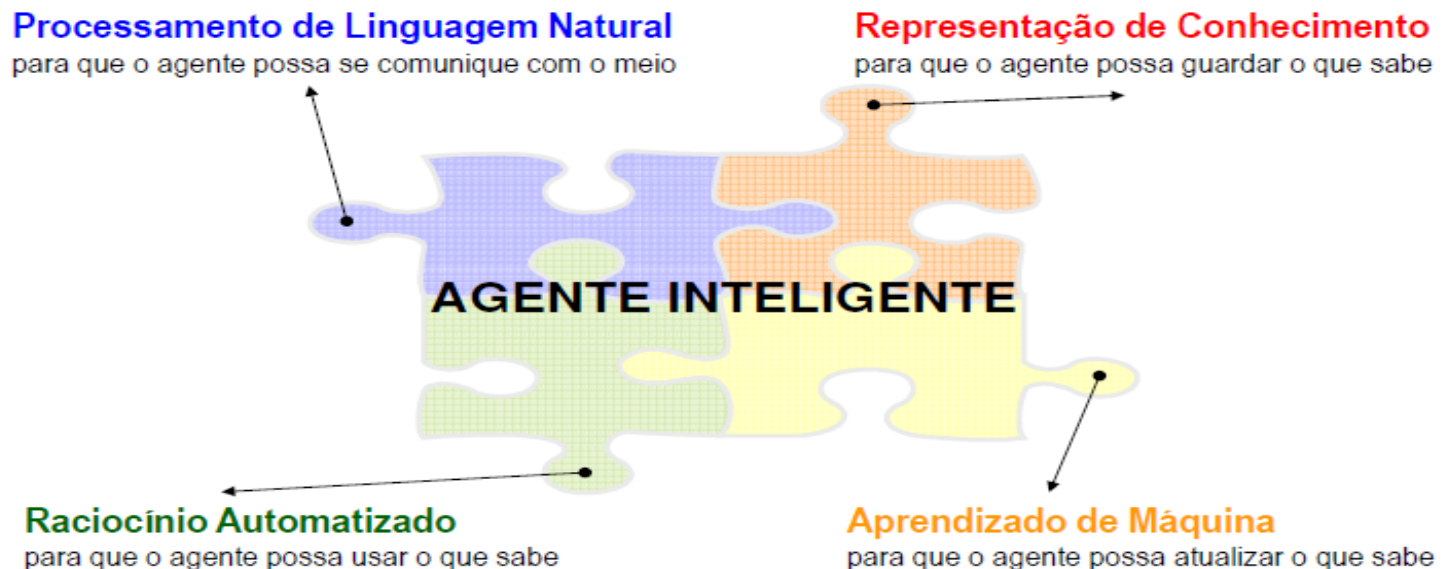 Processamento de Linguagem Natural
para que o agente possa se comunique com o meio
Representação de Conhecimento
para que o agente possa guardar o que sabe
AGENTE INTELIGENTE
Raciocínio Automatizado
para que o agente possa usar o que sabe
Aprendizado de Máquina
para que o agente possa atualizar o que sabe